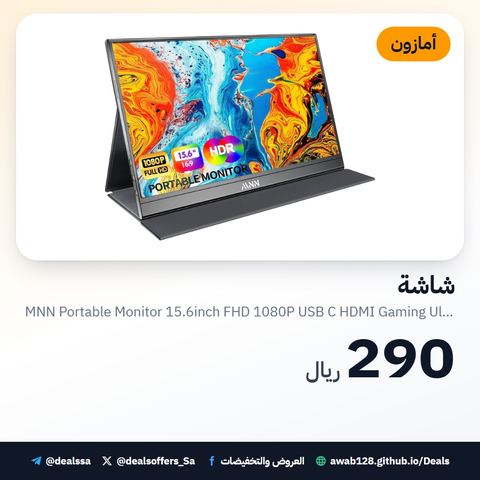 أمازون
1080P
FULL HD
15.6"
16:9
HDR
PORTABLE MONITOR
MNN
شاشة
MNN Portable Monitor 15.6inch FHD 1080P USB C HDMI Gaming Ul...
290 ريال
@dealssa @dealsoffers_Sa العروض والتخفيضات awab128.github.io/Deals